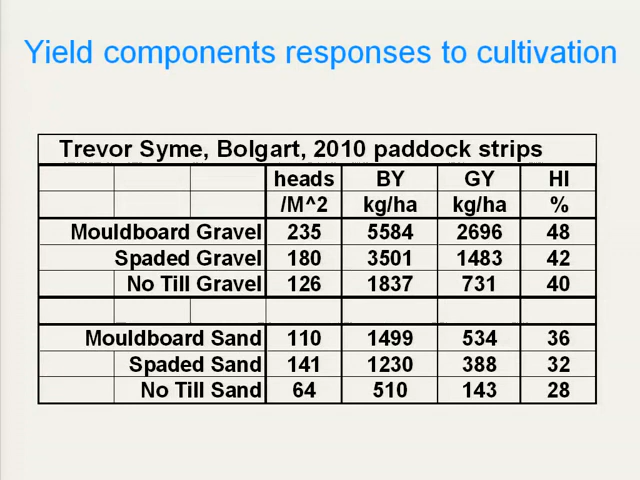 Yield components responses to cultivation
Trevor Syme, Bolgart, 2010 paddock strips
heads BY GY HI
/M^2 kg/ha kg/ha %
Mouldboard Gravel 235 5584 2696 48
Spaded Gravel 180 3501 1483 42
No Till Gravel 126 1837 731 40
Mouldboard Sand 110 1499 534 36
Spaded Sand 141 1230 388 32
No Till Sand 64 510 143 28